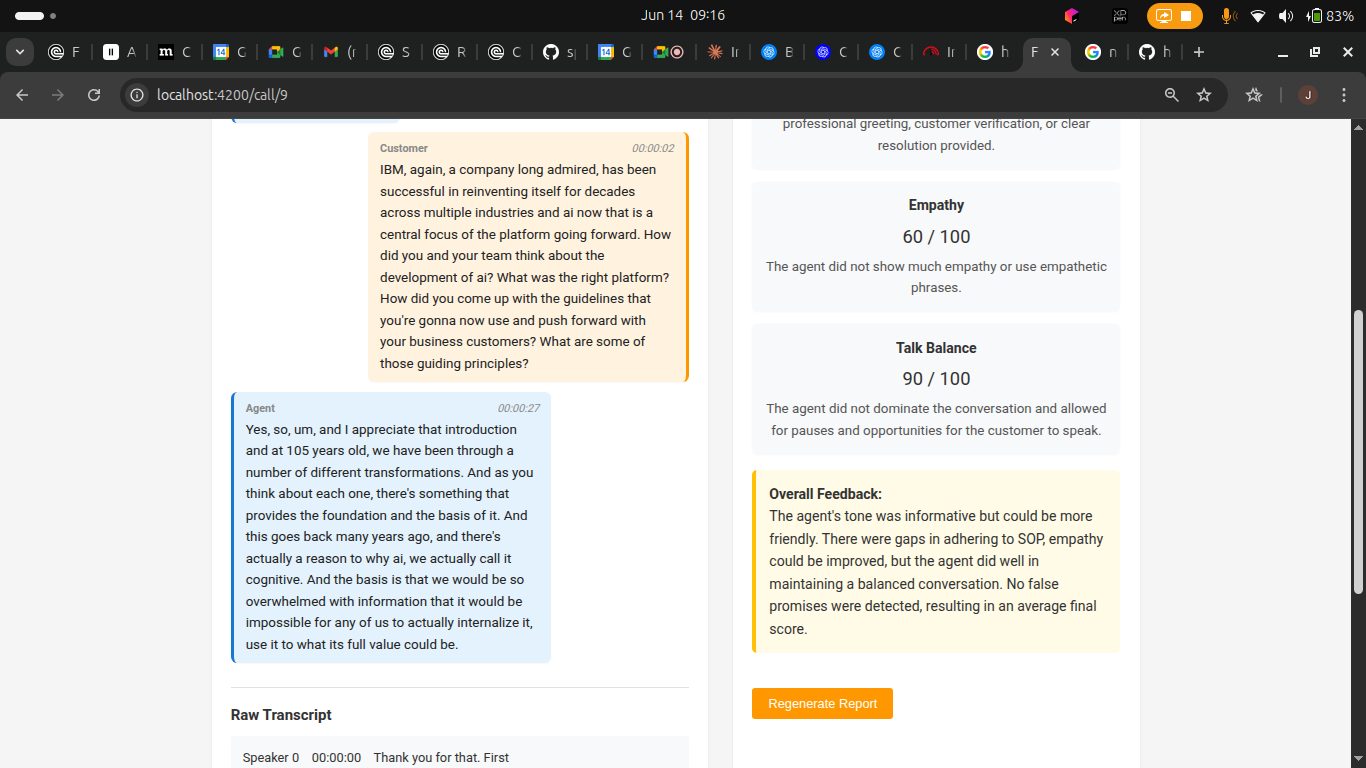 Jun 14 09:16
83%
F
A
C
G
G
(r
S
R
C
sp
G
Ir
B
C
C
Ir
h
F
n
h
localhost:4200/call/9
J
Customer 00:00:02
IBM, again, a company long admired, has been
successful in reinventing itself for decades
across multiple industries and ai now that is a
central focus of the platform going forward. How
did you and your team think about the
development of ai? What was the right platform?
How did you come up with the guidelines that
you're gonna now use and push forward with
your business customers? What are some of
those guiding principles?
Agent 00:00:27
Yes, so, um, and I appreciate that introduction
and at 105 years old, we have been through a
number of different transformations. And as you
think about each one, there's something that
provides the foundation and the basis of it. And
this goes back many years ago, and there's
actually a reason to why ai, we actually call it
cognitive. And the basis is that we would be so
overwhelmed with information that it would be
impossible for any of us to actually internalize it,
use it to what its full value could be.
Raw Transcript
Speaker 0 00:00:00 Thank you for that. First
professional greeting, customer verification, or clear
resolution provided.
Empathy
60 / 100
The agent did not show much empathy or use empathetic
phrases.
Talk Balance
90 / 100
The agent did not dominate the conversation and allowed
for pauses and opportunities for the customer to speak.
Overall Feedback:
The agent's tone was informative but could be more
friendly. There were gaps in adhering to SOP, empathy
could be improved, but the agent did well in
maintaining a balanced conversation. No false
promises were detected, resulting in an average final
score.
Regenerate Report